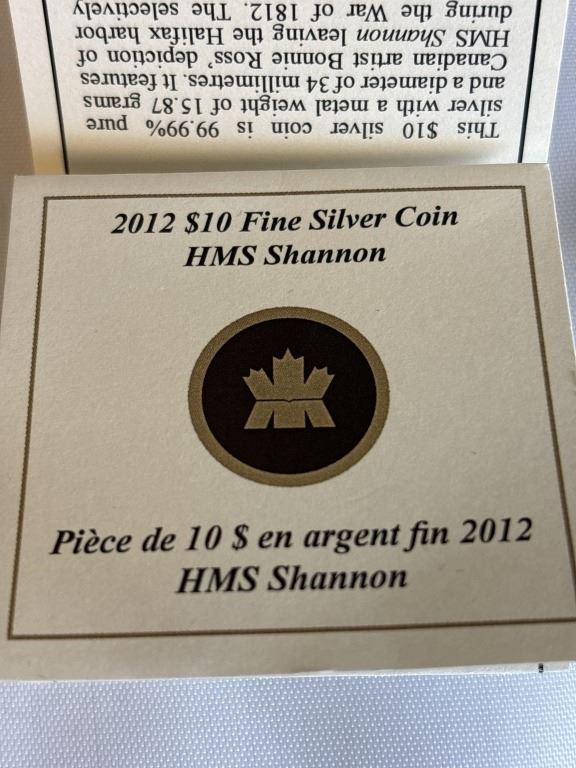 This $10 silver coin is 99.99% pure
silver with a metal weight of 15.87 grams
and a diameter of 34 millimetres. It features
Canadian artist Bonnie Ross' depiction of
HMS Shannon leaving the Halifax harbor
during the War of 1812. The selectively
2012 $10 Fine Silver Coin
HMS Shannon
Pièce de 10 $ en argent fin 2012
HMS Shannon